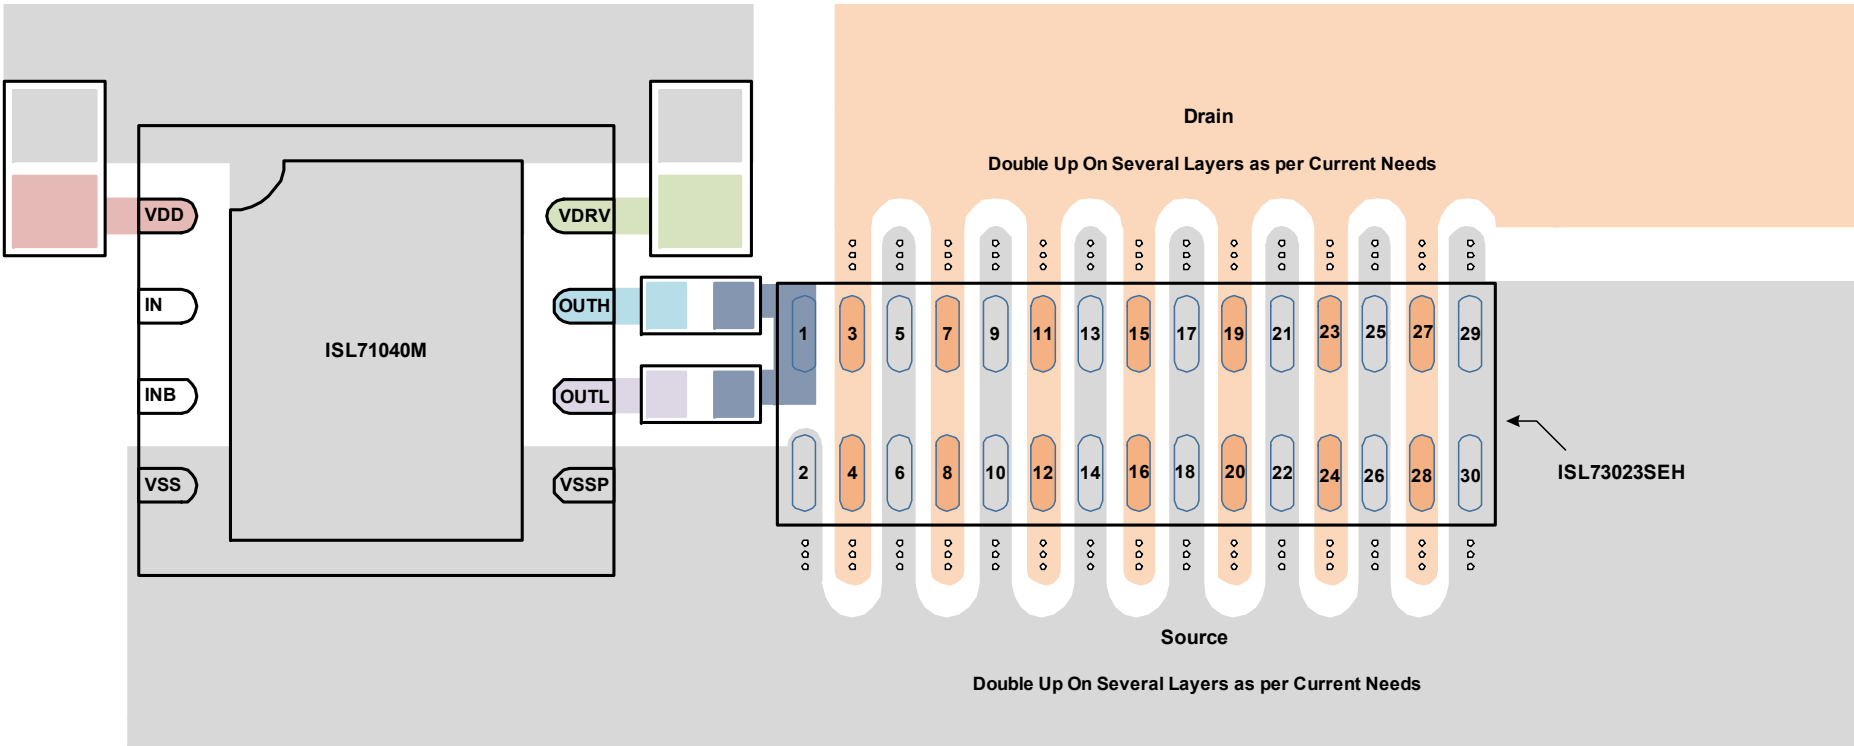 Drain
Double Up On Several Layers as per Current Needs
VDD
VDRV
IN
OUTH
ISL71040M
INB
OUTL
VSS
VSSP
1 3 5 7 9 11 13 15 17 19 21 23 25 27 29
2 4 6 8 10 12 14 16 18 20 22 24 26 28 30
ISL73023SEH
Source
Double Up On Several Layers as per Current Needs